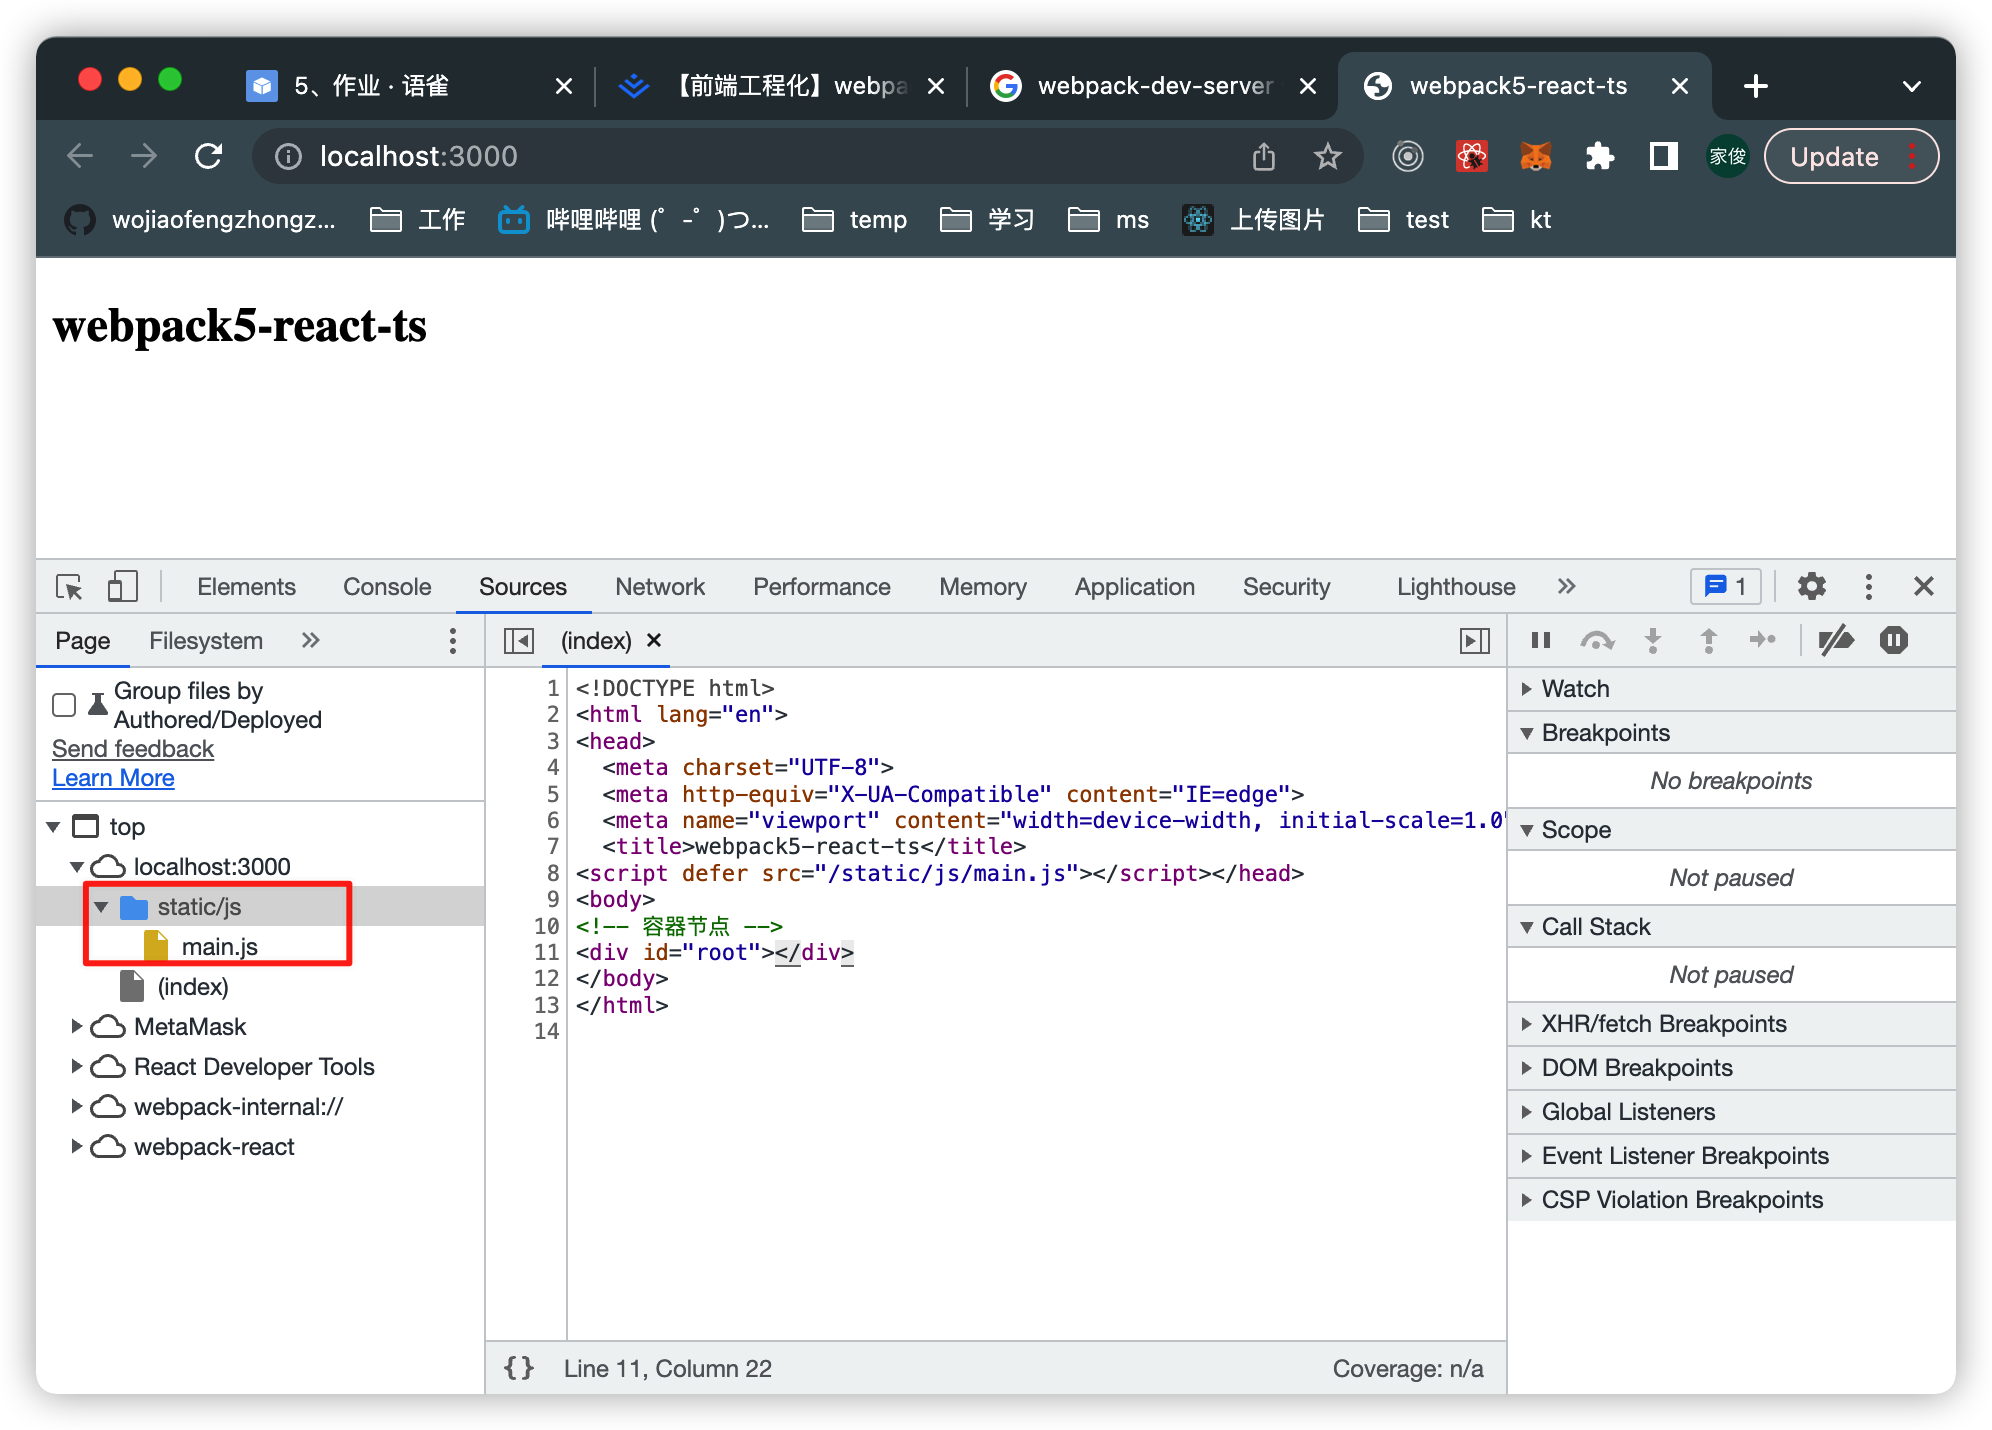 5、作业 · 语雀
【前端工程化】webpa
webpack-dev-server
webpack5-react-ts
localhost:3000
家俊
Update
wojiaofengzhongz...
工作
哔哩哔哩 (゜-゜)つ...
temp
学习
ms
上传图片
test
kt
webpack5-react-ts
Elements
Console
Sources
Network
Performance
Memory
Application
Security
Lighthouse
1
Page
Filesystem
(index)
Group files by
Authored/Deployed
Send feedback
Learn More
top
localhost:3000
static/js
main.js
(index)
MetaMask
React Developer Tools
webpack-internal://
webpack-react
1 <!DOCTYPE html>
2 <html lang="en">
3 <head>
4 <meta charset="UTF-8">
5 <meta http-equiv="X-UA-Compatible" content="IE=edge">
6 <meta name="viewport" content="width=device-width, initial-scale=1.0"
7 <title>webpack5-react-ts</title>
8 <script defer src="/static/js/main.js"></script></head>
9 <body>
10 <!-- 容器节点 -->
11 <div id="root"></div>
12 </body>
13 </html>
14
{} Line 11, Column 22
Coverage: n/a
Watch
Breakpoints
No breakpoints
Scope
Not paused
Call Stack
Not paused
XHR/fetch Breakpoints
DOM Breakpoints
Global Listeners
Event Listener Breakpoints
CSP Violation Breakpoints